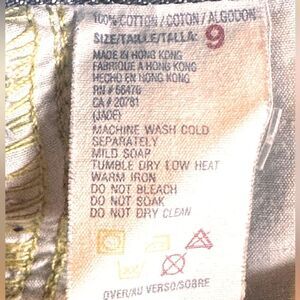 100% COTTON / COTON / ALGODON
SIZE/TAILLE/TALLA: 9
MADE IN HONG KONG
FABRIQUE A HONG KONG
HECHO EN HONG KONG
RN # 56476
CA # 20781
(JADE)
MACHINE WASH COLD
SEPARATELY
MILD SOAP
TUMBLE DRY LOW HEAT
WARM IRON
DO NOT BLEACH
DO NOT SOAK
DO NOT DRY CLEAN
OVER/AU VERSO/SOBRE